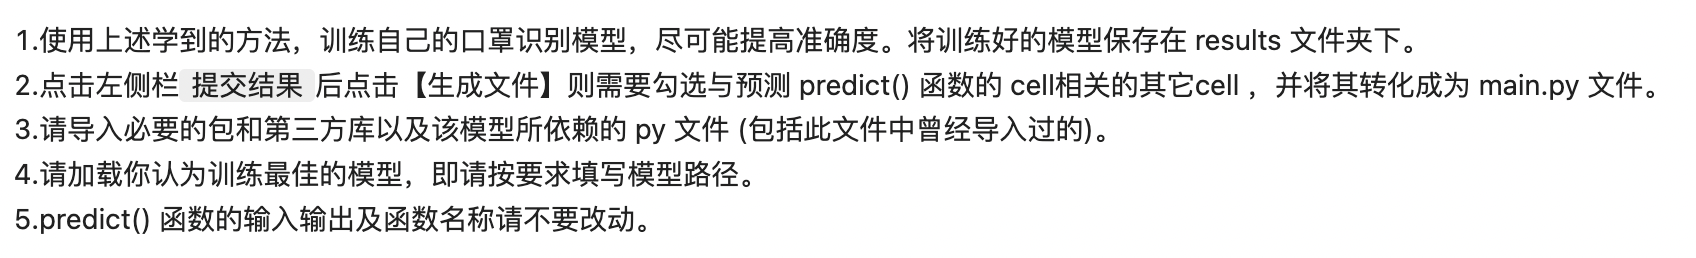 1.使用上述学到的方法，训练自己的口罩识别模型，尽可能提高准确度。将训练好的模型保存在 results 文件夹下。
2.点击左侧栏 提交结果 后点击【生成文件】则需要勾选与预测 predict() 函数的 cell相关的其它cell ，并将其转化成为 main.py 文件。
3.请导入必要的包和第三方库以及该模型所依赖的 py 文件 (包括此文件中曾经导入过的)。
4.请加载你认为训练最佳的模型，即请按要求填写模型路径。
5.predict() 函数的输入输出及函数名称请不要改动。